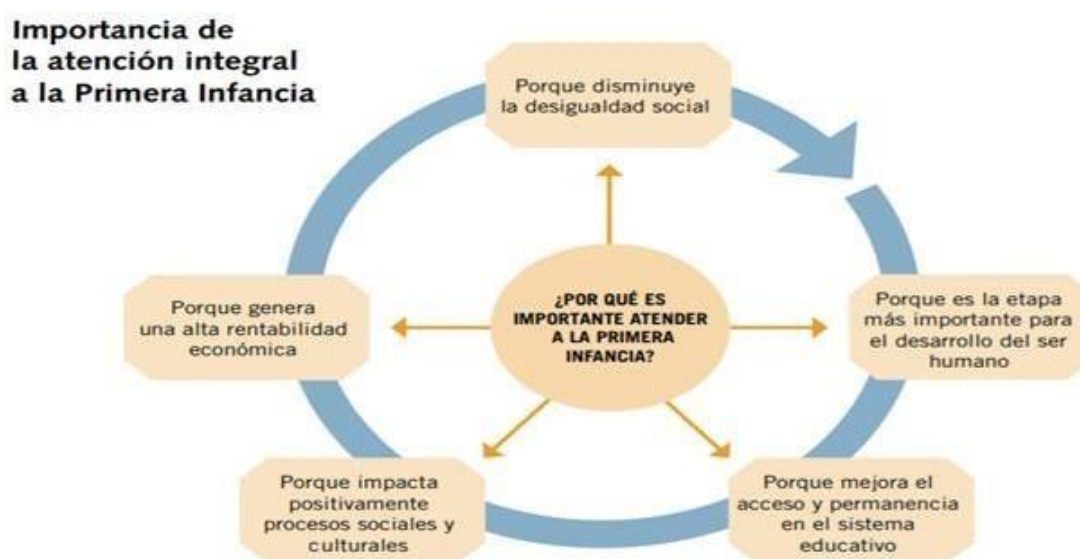 Importancia de
la atención integral
a la Primera Infancia
Porque disminuye
la desigualdad social
¿POR QUÉ ES
IMPORTANTE ATENDER
A LA PRIMERA
INFANCIA?
Porque es la etapa
más importante para
el desarrollo del ser
humano
Porque mejora el
acceso y permanencia
en el sistema
educativo
Porque impacta
positivamente
procesos sociales y
culturales
Porque genera
una alta rentabilidad
económica